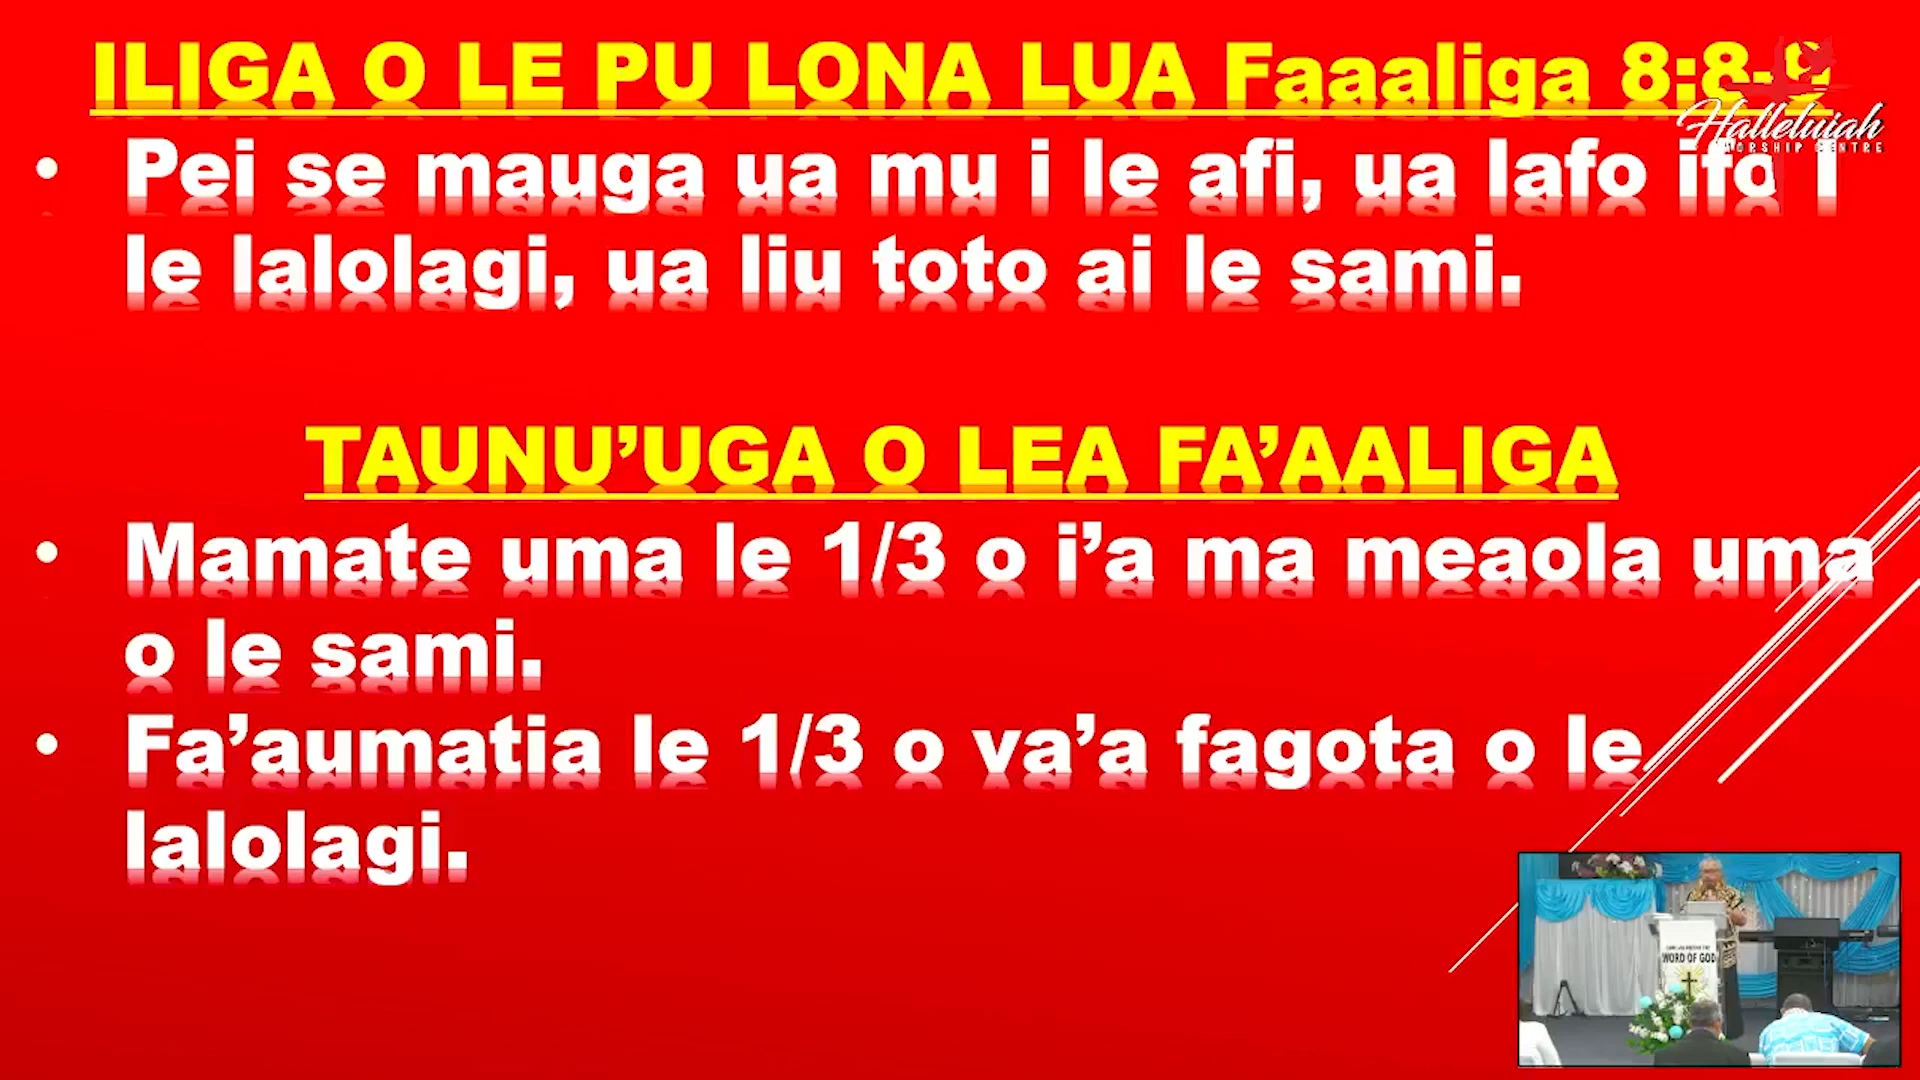 ILIGA O LE PU LONA LUA Faaaliga 8:8-9
Halleluiah
WORSHIP CENTRE
• Pei se mauga ua mu i le afi, ua lafo ifo i
le lalolagi, ua liu toto ai le sami.
TAUNU’UGA O LEA FA’AALIGA
• Mamate uma le 1/3 o i’a ma meaola uma
o le sami.
• Fa’aumatia le 1/3 o va’a fagota o le
lalolagi.
WORD OF GOD